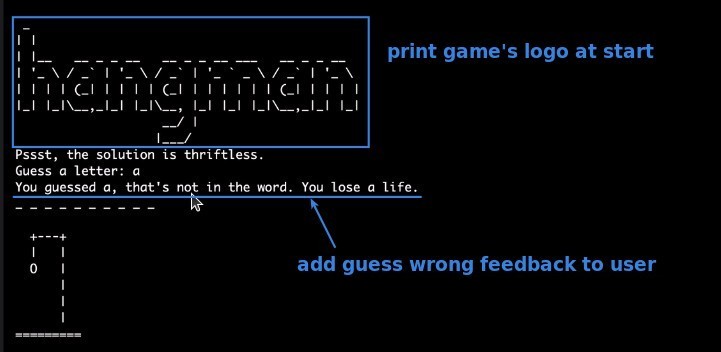 hangman
print game's logo at start
Pssst, the solution is thriftless.
Guess a letter: a
You guessed a, that's not in the word. You lose a life.
_ _ _ _ _ _ _ _ _ _
add guess wrong feedback to user
+---+
|   |
O   |
    |
    |
    |
=========